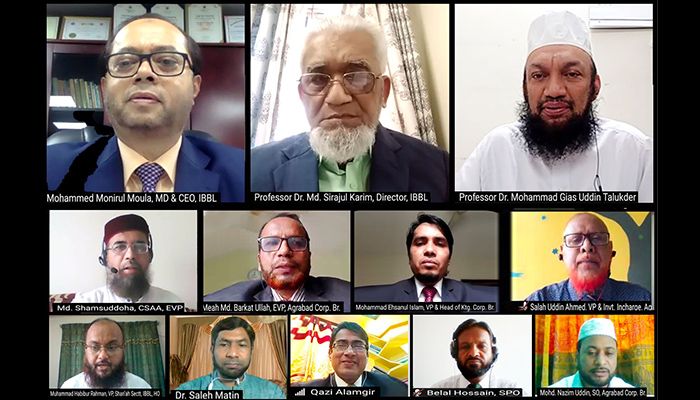 Mohammed Monirul Moula, MD & CEO, IBBL
Professor Dr. Md. Sirajul Karim, Director, IBBL
Professor Dr. Mohammad Gias Uddin Talukder
Md. Shamsuddoha, CSAA, EVP
Meah Md. Barkat Ullah, EVP, Agrabad Corp. Br.
Mohammad Ehsanul Islam, VP & Head of Ktg. Corp. Br.
Salah Uddin Ahmed. VP & Invt. Incharge. Ag
Muhammad Habibur Rahman, VP, Shari'ah Sectt, IBBL, HO
Dr. Saleh Matin
Qazi Alamgir
Belal Hossain, SPO
Mohd. Nazim Uddin, SO, Agrabad Corp. Br.